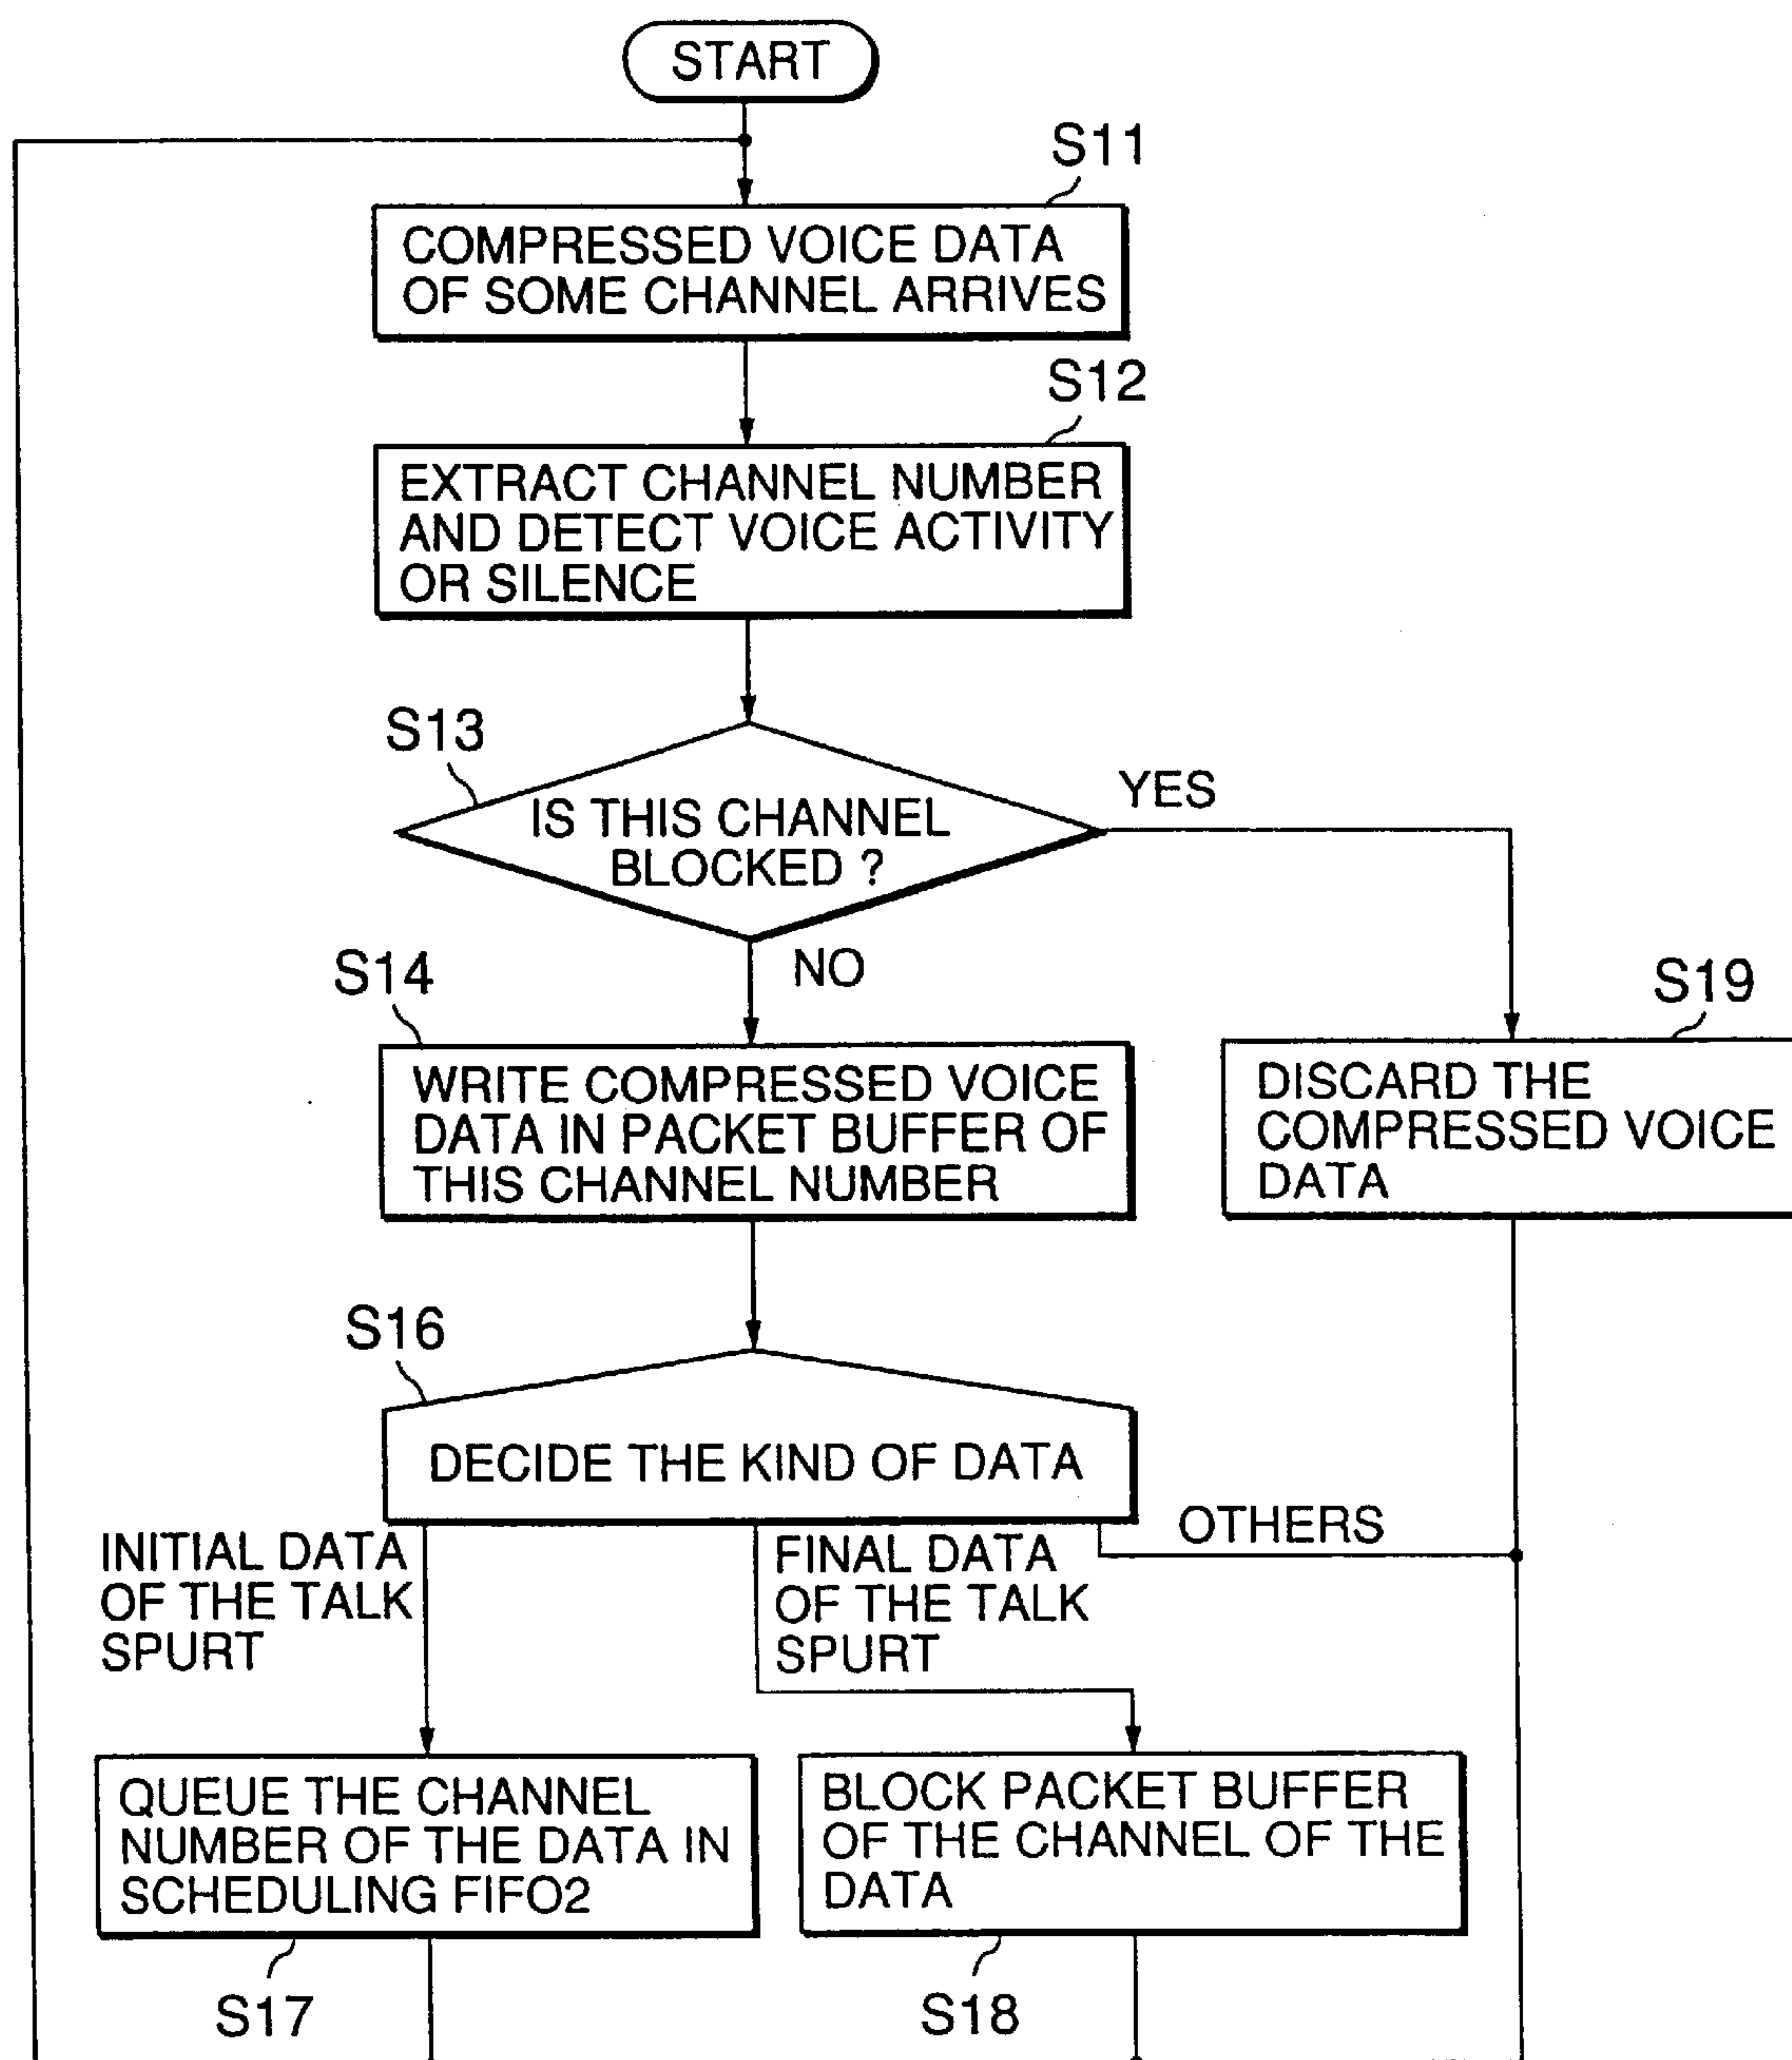 START
S11
COMPRESSED VOICE DATA
OF SOME CHANNEL ARRIVES
S12
EXTRACT CHANNEL NUMBER
AND DETECT VOICE ACTIVITY
OR SILENCE
S13
IS THIS CHANNEL
BLOCKED ?
YES
NO
S14
WRITE COMPRESSED VOICE
DATA IN PACKET BUFFER OF
THIS CHANNEL NUMBER
S19
DISCARD THE
COMPRESSED VOICE
DATA
S16
DECIDE THE KIND OF DATA
INITIAL DATA
OF THE TALK
SPURT
FINAL DATA
OF THE TALK
SPURT
OTHERS
QUEUE THE CHANNEL
NUMBER OF THE DATA IN
SCHEDULING FIFO2
S17
BLOCK PACKET BUFFER
OF THE CHANNEL OF THE
DATA
S18